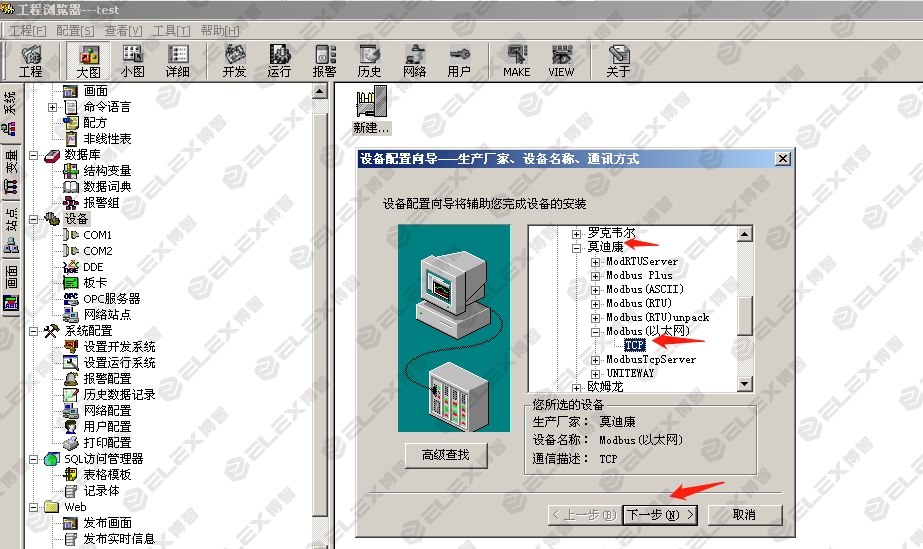 工程浏览器---test
工程[F] 配置[S] 查看[V] 工具[T] 帮助[H]
工程 大图 小图 详细 开发 运行 报警 历史 网络 用户 MAKE VIEW 关于
系统
变量
站点
画面
画面
命令语言
配方
非线性表
数据库
结构变量
数据词典
报警组
设备
COM1
COM2
DDE
板卡
OPC服务器
网络站点
系统配置
设置开发系统
设置运行系统
报警配置
历史数据记录
网络配置
用户配置
打印配置
SQL访问管理器
表格模板
记录体
Web
发布画面
发布实时信息
新建...
设备配置向导——生产厂家、设备名称、通讯方式
设备配置向导将辅助您完成设备的安装
罗克韦尔
莫迪康
ModRTUServer
Modbus Plus
Modbus(ASCII)
Modbus(RTU)
Modbus(RTU)unpack
Modbus(以太网)
TCP
ModbusTcpServer
UNITEWAY
欧姆龙
您所选的设备
生产厂家： 莫迪康
设备名称： Modbus(以太网)
通信描述： TCP
高级查找
< 上一步(B) 下一步(N) > 取消
ELEX博智